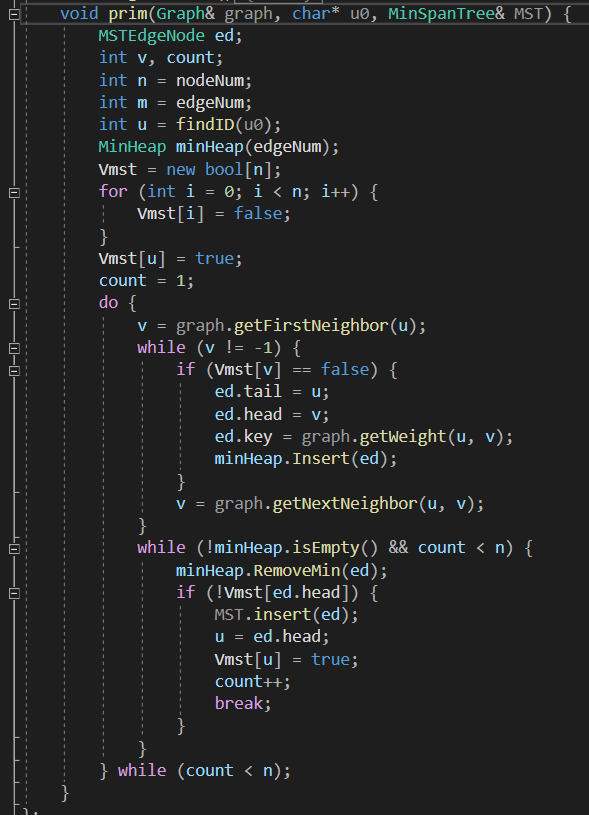 void prim(Graph& graph, char* u0, MinSpanTree& MST) {
MSTEdgeNode ed;
int v, count;
int n = nodeNum;
int m = edgeNum;
int u = findID(u0);
MinHeap minHeap(edgeNum);
Vmst = new bool[n];
for (int i = 0; i < n; i++) {
Vmst[i] = false;
}
Vmst[u] = true;
count = 1;
do {
v = graph.getFirstNeighbor(u);
while (v != -1) {
if (Vmst[v] == false) {
ed.tail = u;
ed.head = v;
ed.key = graph.getWeight(u, v);
minHeap.Insert(ed);
}
v = graph.getNextNeighbor(u, v);
}
while (!minHeap.isEmpty() && count < n) {
minHeap.RemoveMin(ed);
if (!Vmst[ed.head]) {
MST.insert(ed);
u = ed.head;
Vmst[u] = true;
count++;
break;
}
}
} while (count < n);
}